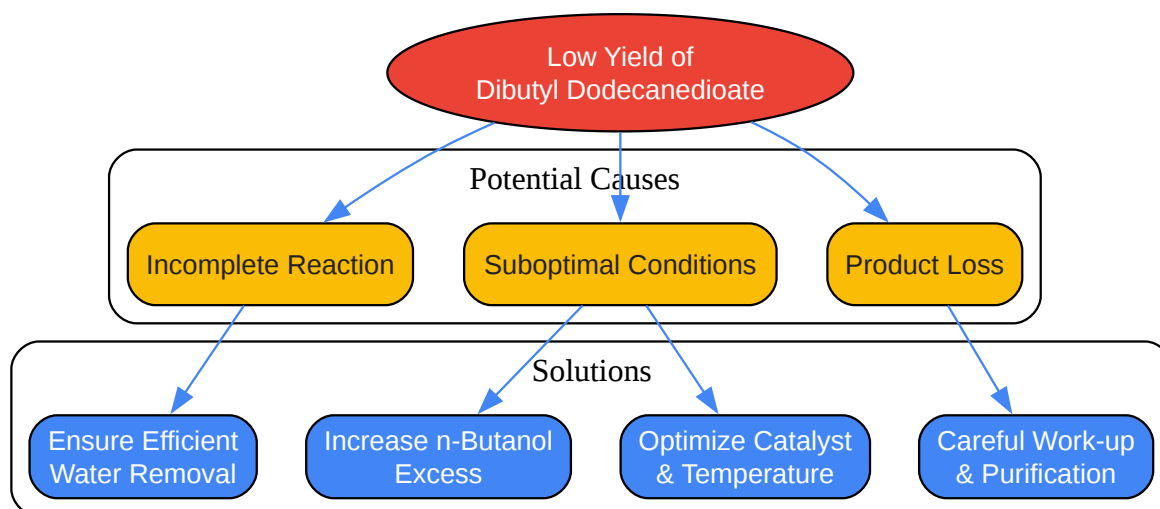 Low Yield of
Dibutyl Dodecanedioate
Potential Causes
Incomplete Reaction
Suboptimal Conditions
Product Loss
Solutions
Ensure Efficient
Water Removal
Increase n-Butanol
Excess
Optimize Catalyst
& Temperature
Careful Work-up
& Purification